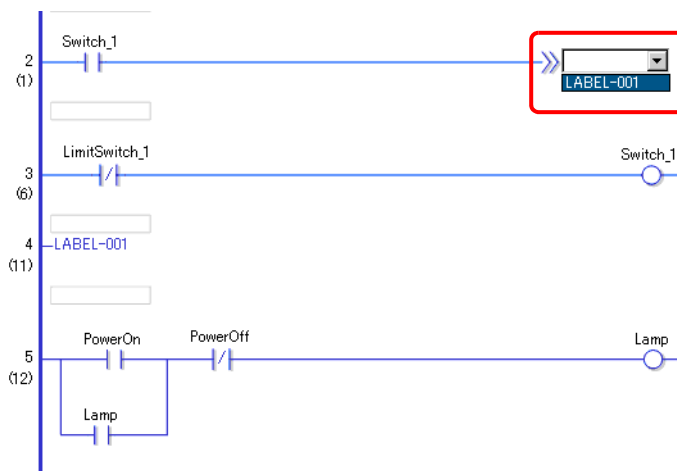 Switch_1
2
(1)
LABEL-001
LimitSwitch_1
Switch_1
3
(6)
4
LABEL-001
(11)
PowerOn
PowerOff
Lamp
5
(12)
Lamp